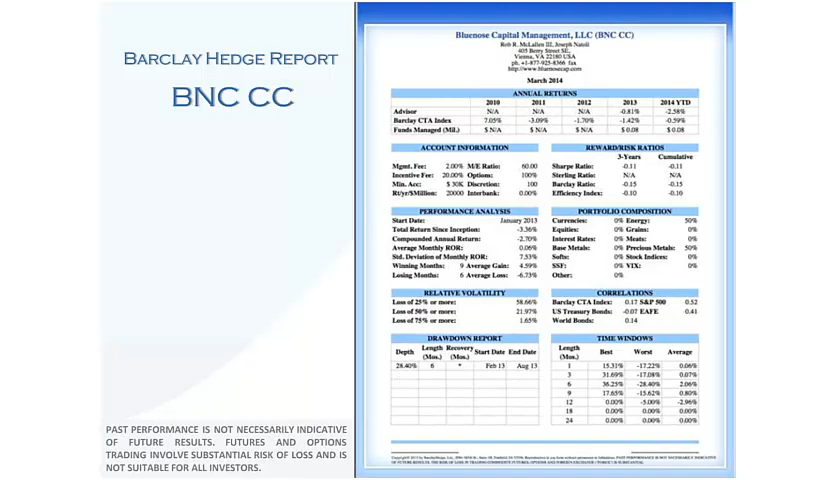 BARCLAY HEDGE REPORT
BNC CC
PAST PERFORMANCE IS NOT NECESSARILY INDICATIVE
OF FUTURE RESULTS. FUTURES AND OPTIONS
TRADING INVOLVE SUBSTANTIAL RISK OF LOSS AND IS
NOT SUITABLE FOR ALL INVESTORS.
Bluenose Capital Management, LLC (BNC CC)
Rob R. McLallen III, Joseph Natoli
405 Berry Street SE,
Vienna, VA 22180 USA
ph. +1-877-925-8366 fax
http://www.bluenosecap.com
March 2014
ANNUAL RETURNS
2010 2011 2012 2013 2014 YTD
Advisor N/A N/A N/A -0.81% -2.58%
Barclay CTA Index 7.05% -3.09% -1.70% -1.42% -0.59%
Funds Managed (Mil.) $ N/A $ N/A $ N/A $ 0.08 $ 0.08
ACCOUNT INFORMATION
Mgmt. Fee: 2.00% M/E Ratio: 60.00
Incentive Fee: 20.00% Options: 100%
Min. Acc: $ 30K Discretion: 100
Rt/yr/$Million: 20000 Interbank: 0.00%
REWARD/RISK RATIOS
3-Years Cumulative
Sharpe Ratio: -0.11 -0.11
Sterling Ratio: N/A N/A
Barclay Ratio: -0.15 -0.15
Efficiency Index: -0.10 -0.10
PERFORMANCE ANALYSIS
Start Date: January 2013
Total Return Since Inception: -3.36%
Compounded Annual Return: -2.70%
Average Monthly ROR: 0.06%
Std. Deviation of Monthly ROR: 7.53%
Winning Months: 9 Average Gain: 4.59%
Losing Months: 6 Average Loss: -6.73%
PORTFOLIO COMPOSITION
Currencies: 0% Energy: 50%
Equities: 0% Grains: 0%
Interest Rates: 0% Meats: 0%
Base Metals: 0% Precious Metals: 50%
Softs: 0% Stock Indices: 0%
SSF: 0% VIX: 0%
Other: 0%
RELATIVE VOLATILITY
Loss of 25% or more: 58.66%
Loss of 50% or more: 21.97%
Loss of 75% or more: 1.65%
CORRELATIONS
Barclay CTA Index: 0.17 S&P 500 0.52
US Treasury Bonds: -0.07 EAFE 0.41
World Bonds: 0.14
DRAWDOWN REPORT
Depth Length (Mos.) Recovery (Mos.) Start Date End Date
28.40% 6 * Feb 13 Aug 13
TIME WINDOWS
Length (Mos.) Best Worst Average
1 15.31% -17.22% 0.06%
3 31.69% -17.08% 0.07%
6 36.25% -28.40% 2.06%
9 17.65% -15.62% 0.80%
12 0.00% -5.00% -2.96%
18 0.00% 0.00% 0.00%
24 0.00% 0.00% 0.00%